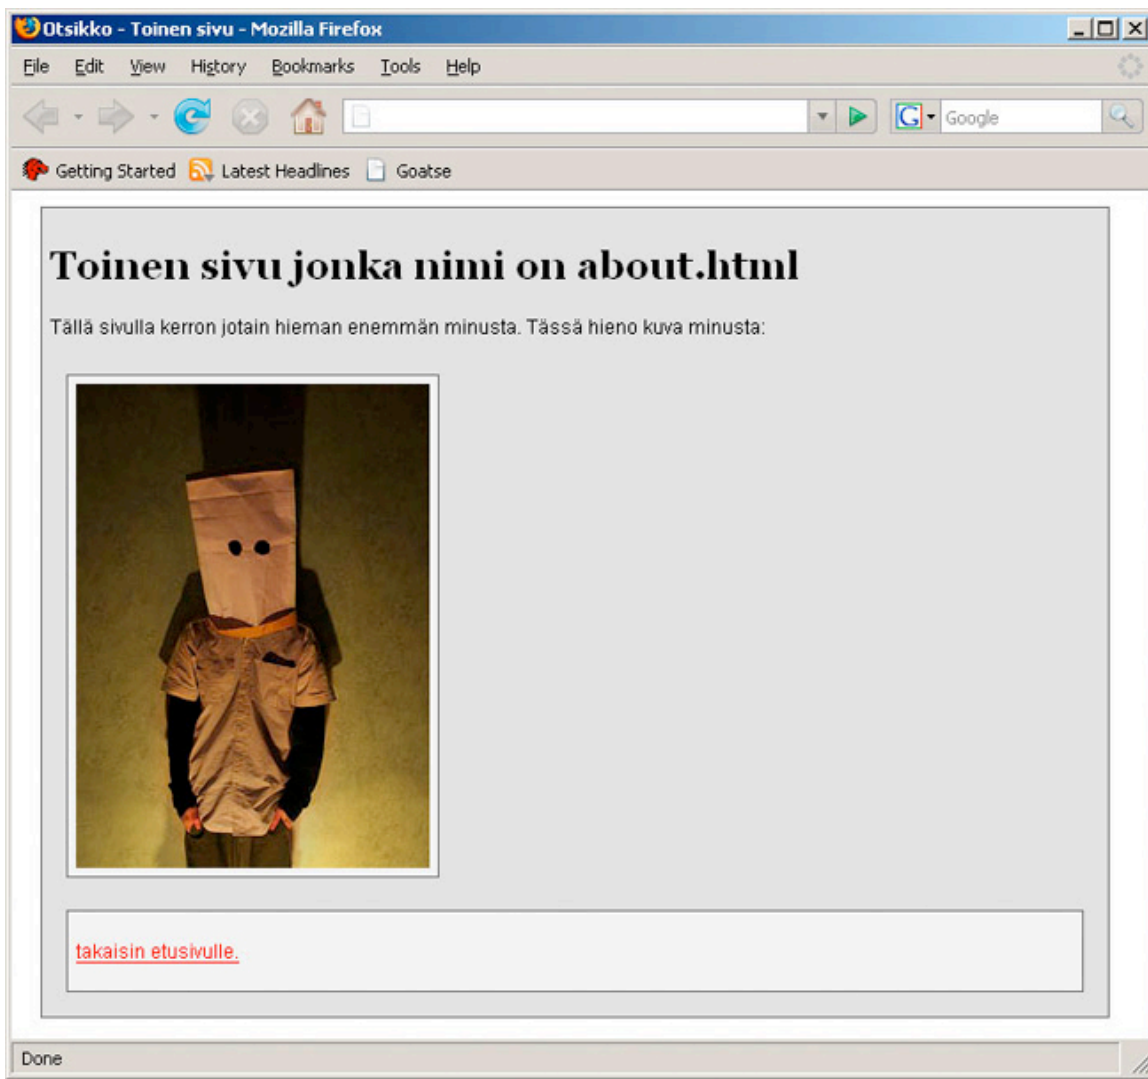 Otsikko - Toinen sivu - Mozilla Firefox
File Edit View History Bookmarks Tools Help
G Google
Getting Started Latest Headlines Goatse
Toinen sivu jonka nimi on about.html
Tällä sivulla kerron jotain hieman enemmän minusta. Tässä hieno kuva minusta:
takaisin etusivulle.
Done